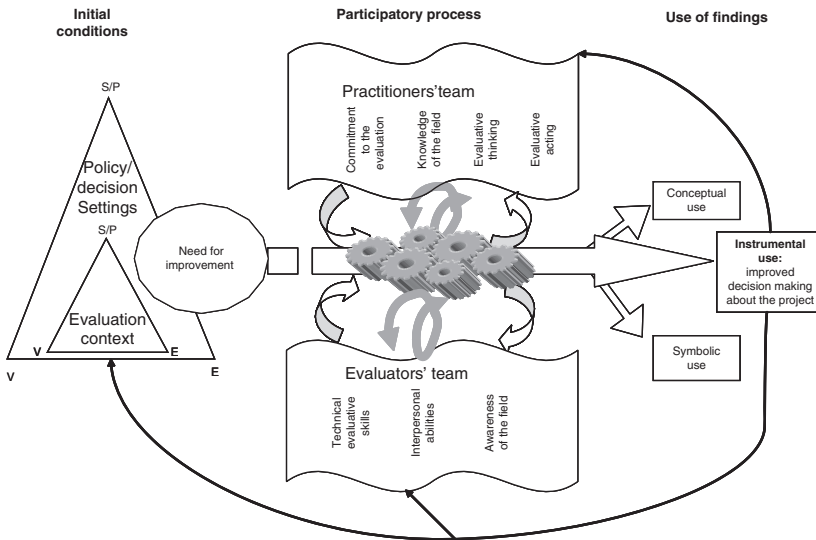 Initial
conditions
Participatory process
Use of findings
S/P
Policy/
decision
Settings
S/P
Evaluation
context
V
E
V
E
Need for
improvement
Practitioners'team
Commitment
to the
evaluation
Knowledge
of the field
Evaluative
thinking
Evaluative
acting
Evaluators' team
Technical
evaluative
skills
Interpersonal
abilities
Awareness
of the field
Conceptual
use
Instrumental
use:
improved
decision making
about the project
Symbolic
use